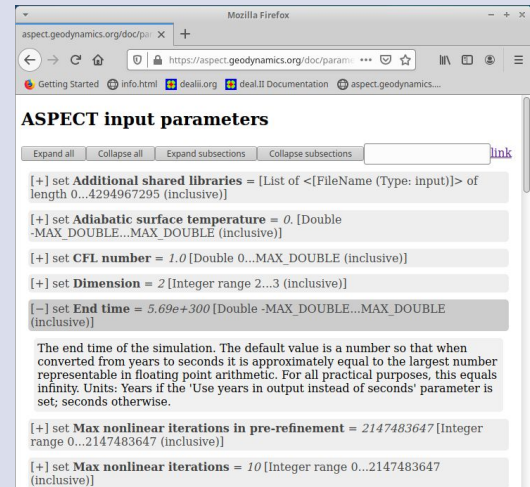 Mozilla Firefox
aspect.geodynamics.org/doc/par
https://aspect.geodynamics.org/doc/parame
Getting Started info.html dealii.org deal.II Documentation aspect.geodynamics....
ASPECT input parameters
Expand all Collapse all Expand subsections Collapse subsections link
[+] set Additional shared libraries = [List of <[FileName (Type: input)]> of
length 0...4294967295 (inclusive)]
[+] set Adiabatic surface temperature = 0. [Double
-MAX_DOUBLE...MAX_DOUBLE (inclusive)]
[+] set CFL number = 1.0 [Double 0...MAX_DOUBLE (inclusive)]
[+] set Dimension = 2 [Integer range 2...3 (inclusive)]
[−] set End time = 5.69e+300 [Double -MAX_DOUBLE...MAX_DOUBLE
(inclusive)]
The end time of the simulation. The default value is a number so that when
converted from years to seconds it is approximately equal to the largest number
representable in floating point arithmetic. For all practical purposes, this equals
infinity. Units: Years if the 'Use years in output instead of seconds' parameter is
set; seconds otherwise.
[+] set Max nonlinear iterations in pre-refinement = 2147483647 [Integer
range 0...2147483647 (inclusive)]
[+] set Max nonlinear iterations = 10 [Integer range 0...2147483647
(inclusive)]